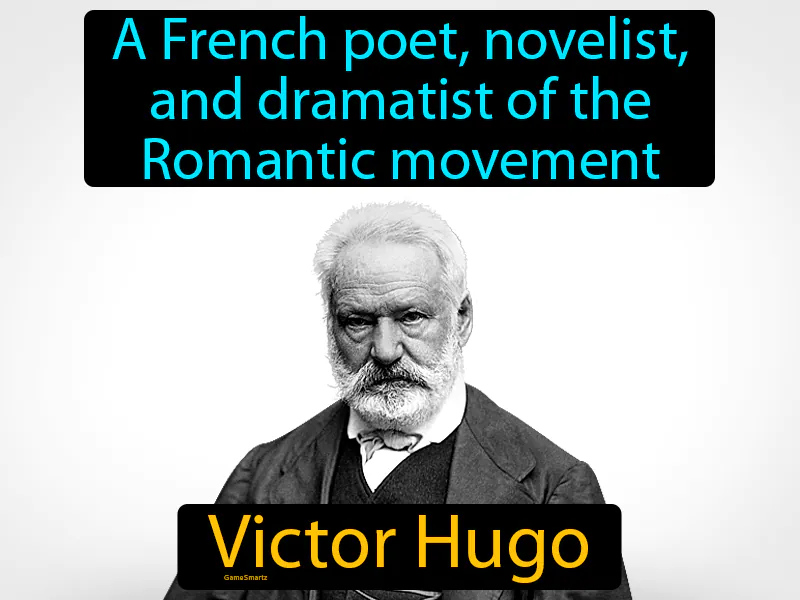 A French poet, novelist,
and dramatist of the
Romantic movement
Victor Hugo
GameSmartz